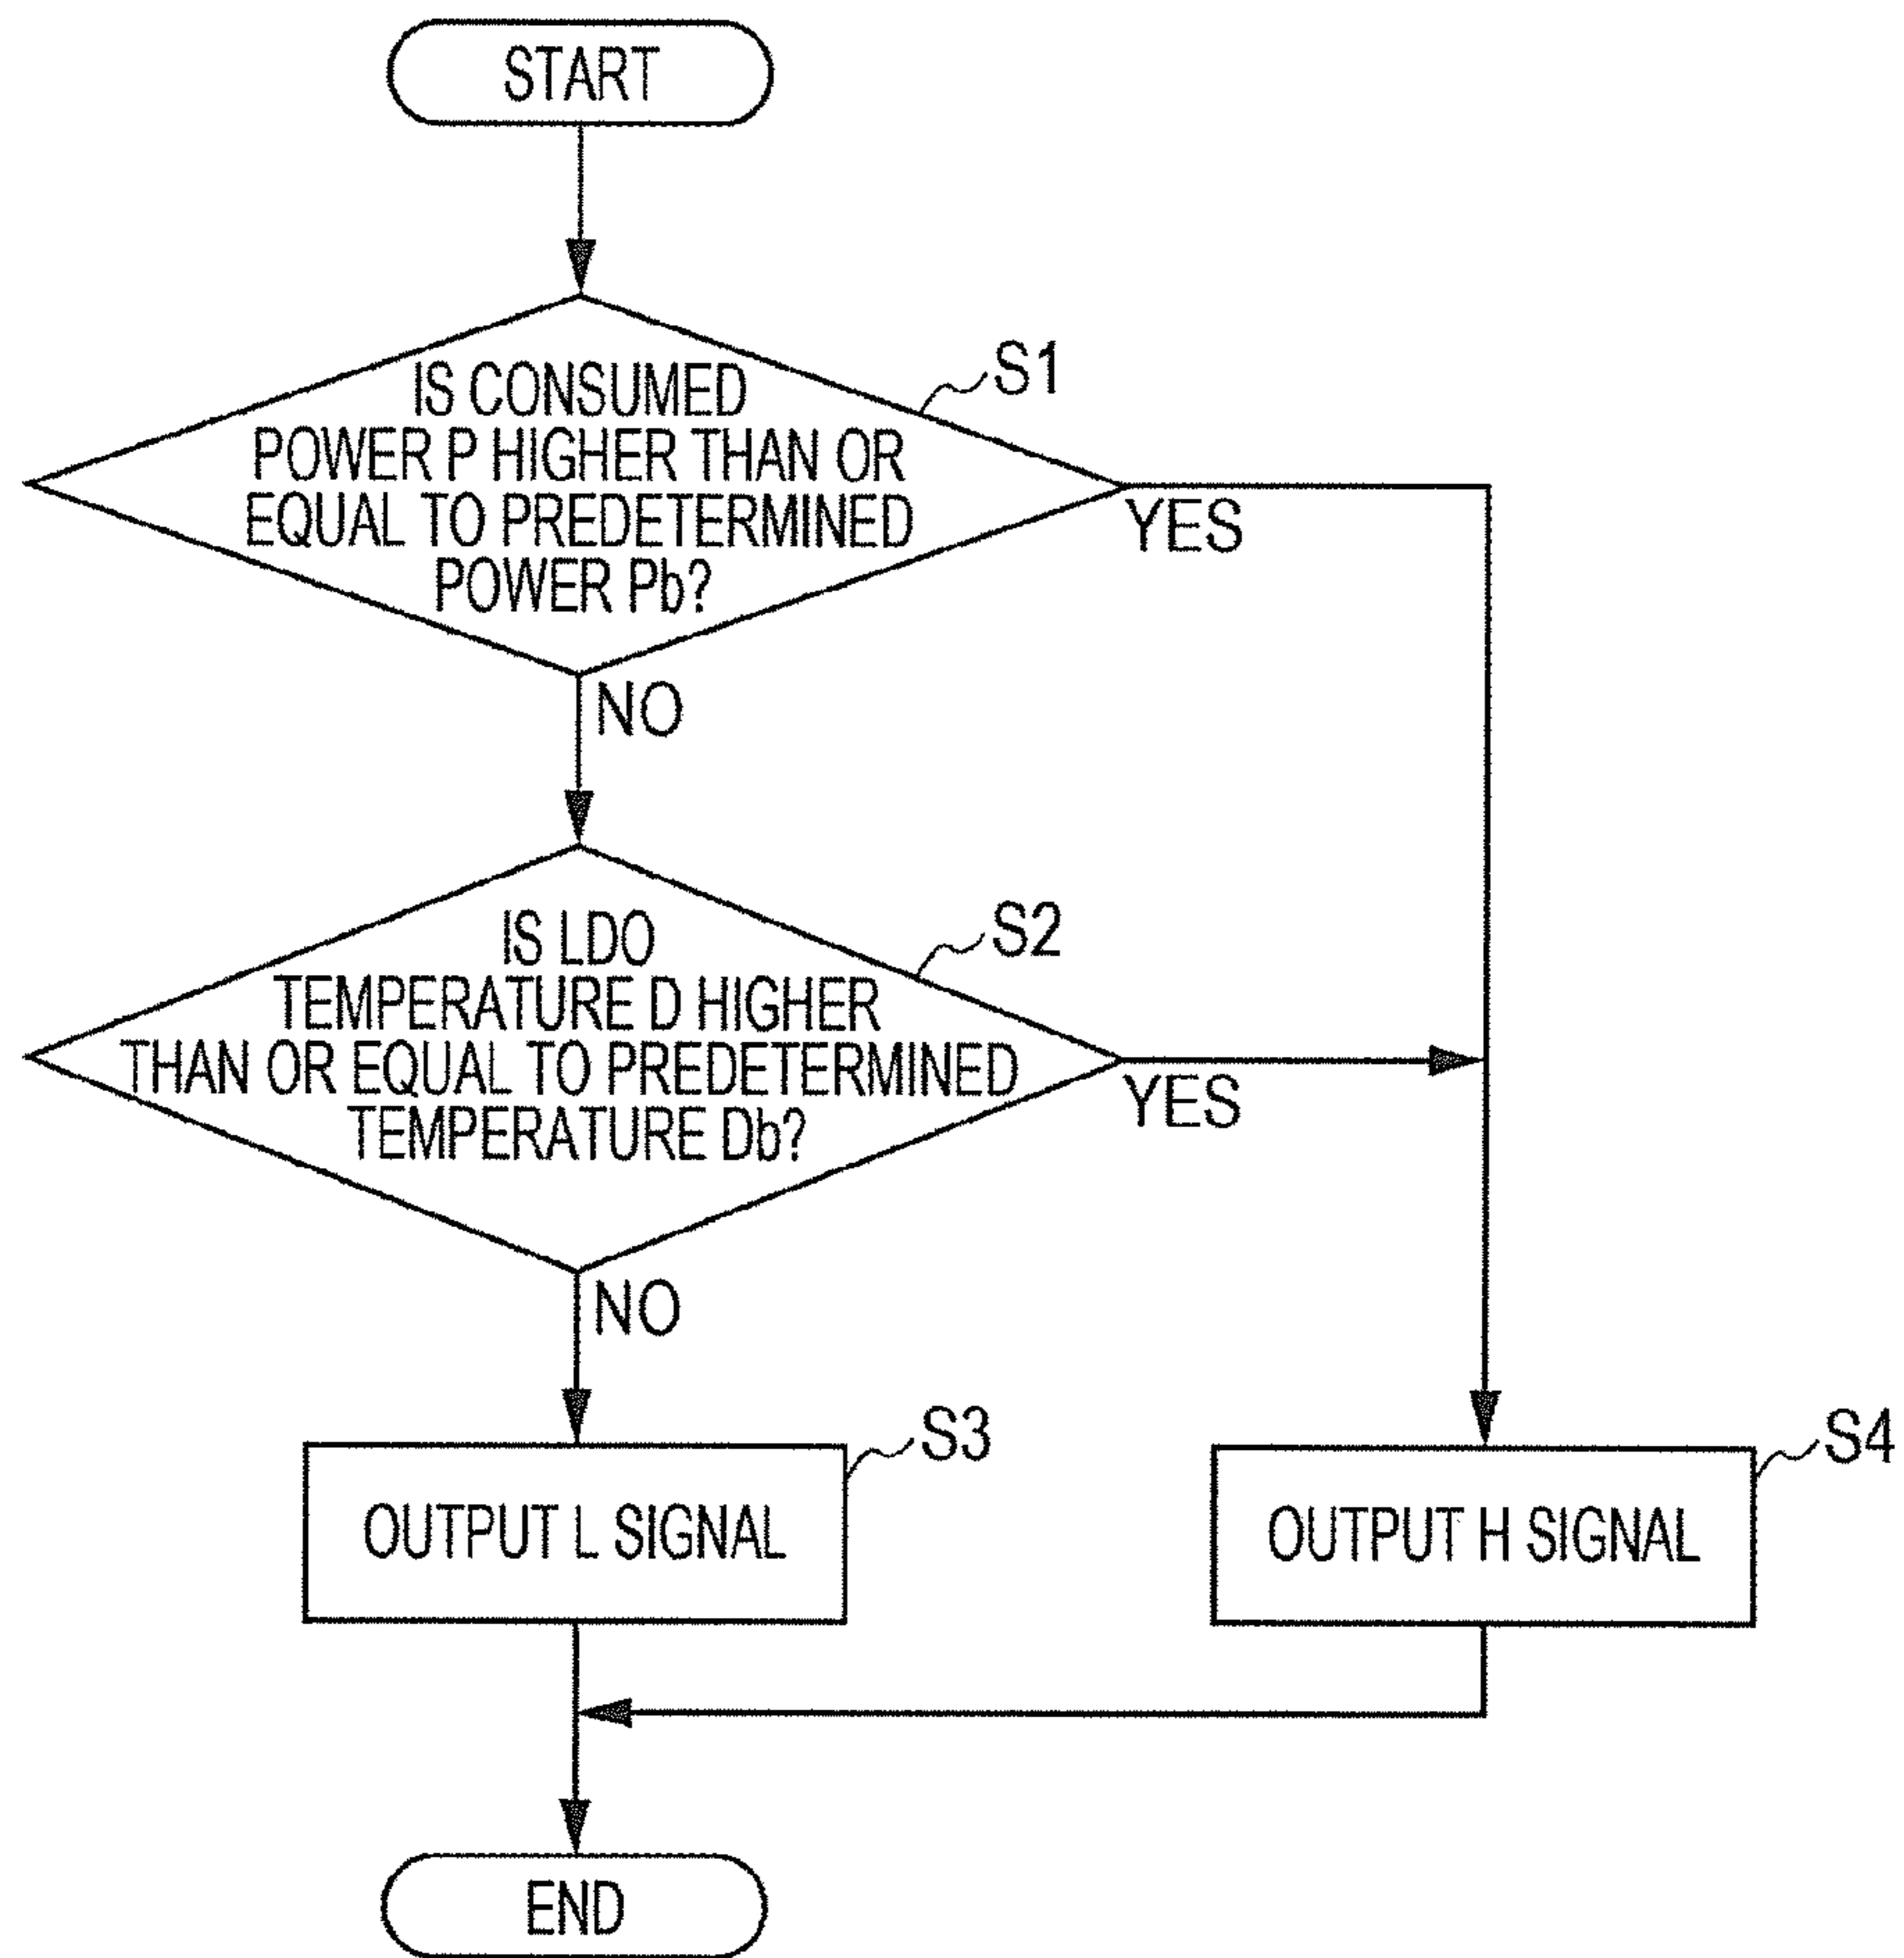 START
IS CONSUMED
POWER P HIGHER THAN OR
EQUAL TO PREDETERMINED
POWER Pb?
S1
YES
NO
IS LDO
TEMPERATURE D HIGHER
THAN OR EQUAL TO PREDETERMINED
TEMPERATURE Db?
S2
YES
NO
OUTPUT L SIGNAL
S3
OUTPUT H SIGNAL
S4
END